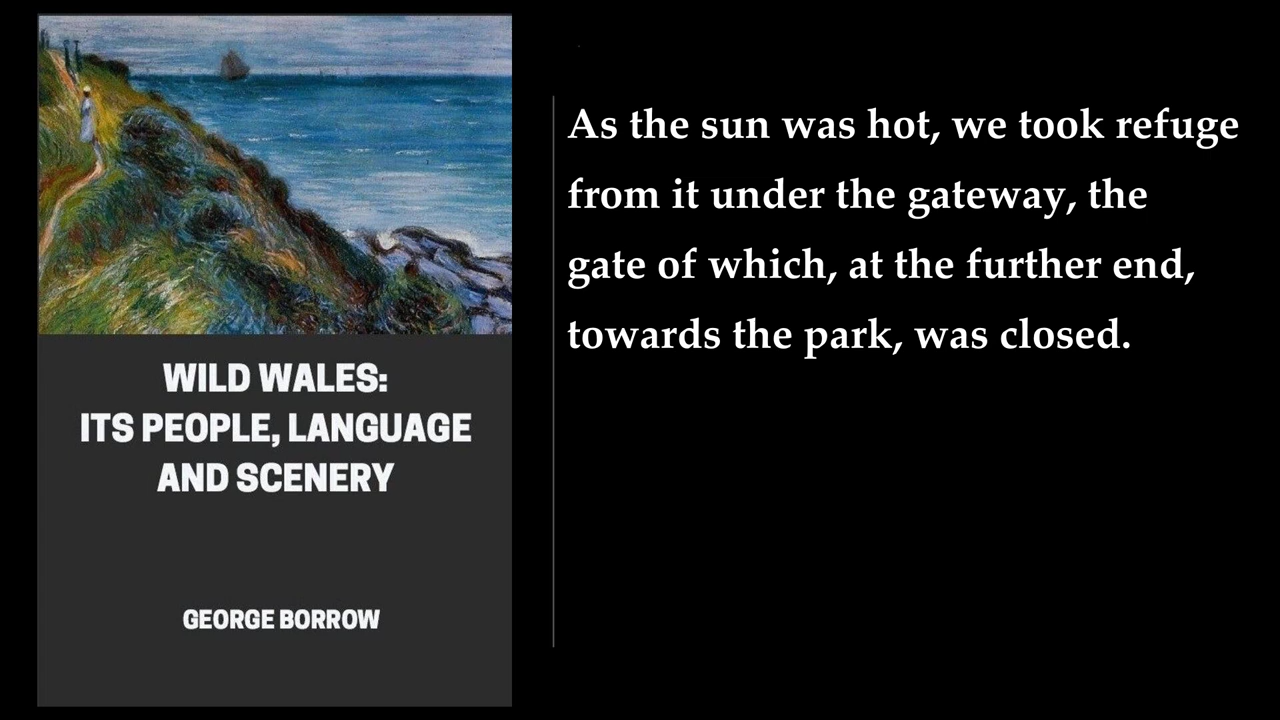 WILD WALES:
ITS PEOPLE, LANGUAGE
AND SCENERY
GEORGE BORROW
As the sun was hot, we took refuge
from it under the gateway, the
gate of which, at the further end,
towards the park, was closed.